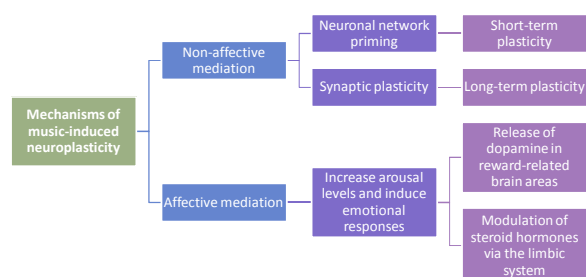 Mechanisms of
music-induced
neuroplasticity
Non-affective
mediation
Neuronal network
priming
Short-term
plasticity
Synaptic plasticity
Long-term plasticity
Affective mediation
Increase arousal
levels and induce
emotional
responses
Release of
dopamine in
reward-related
brain areas
Modulation of
steroid hormones
via the limbic
system